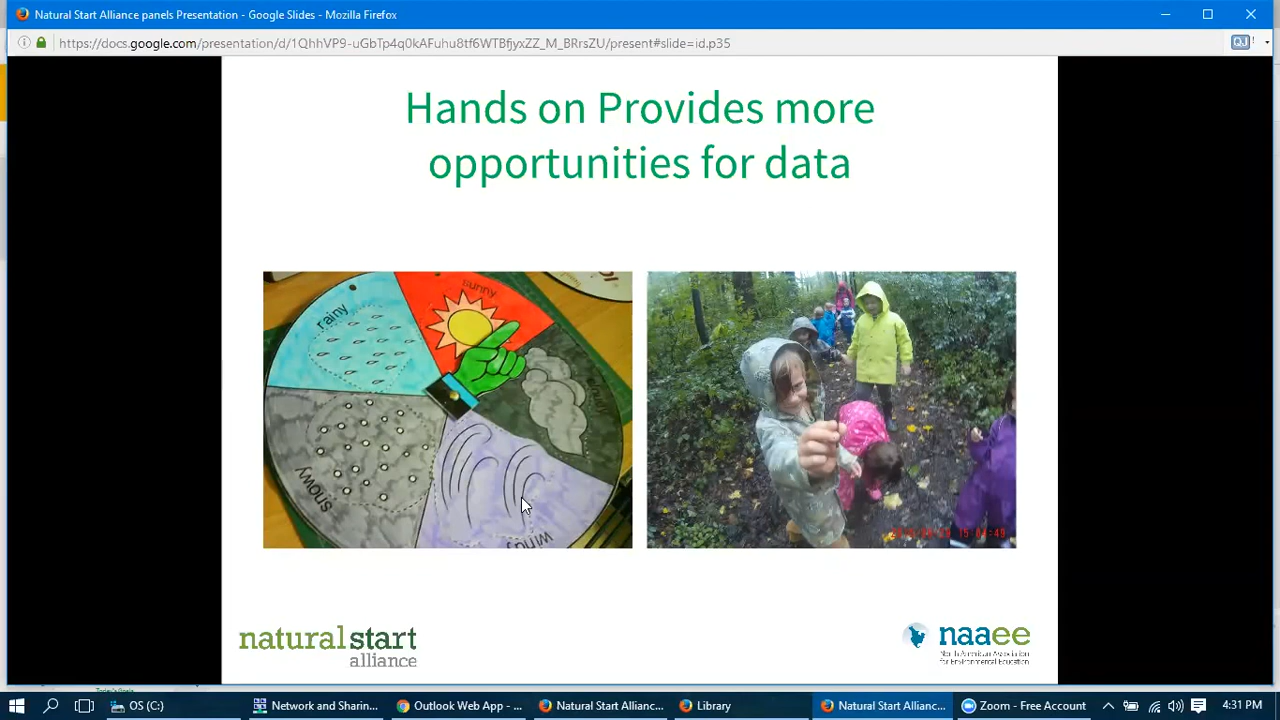 Natural Start Alliance panels Presentation - Google Slides - Mozilla Firefox
https://docs.google.com/presentation/d/1QhhVP9-uGbTp4q0kAFuhu8tf6WTBfjyxZZ_M_BRrsZU/present#slide=id.p35
Hands on Provides more
opportunities for data
rainy
sunny
snowy
windy
natural start
alliance
naaee
North American Association
for Environmental Education
Today's Goals
OS (C:)
Network and Sharin...
Outlook Web App - ...
Natural Start Allianc...
Library
Natural Start Allianc...
Zoom - Free Account
4:31 PM